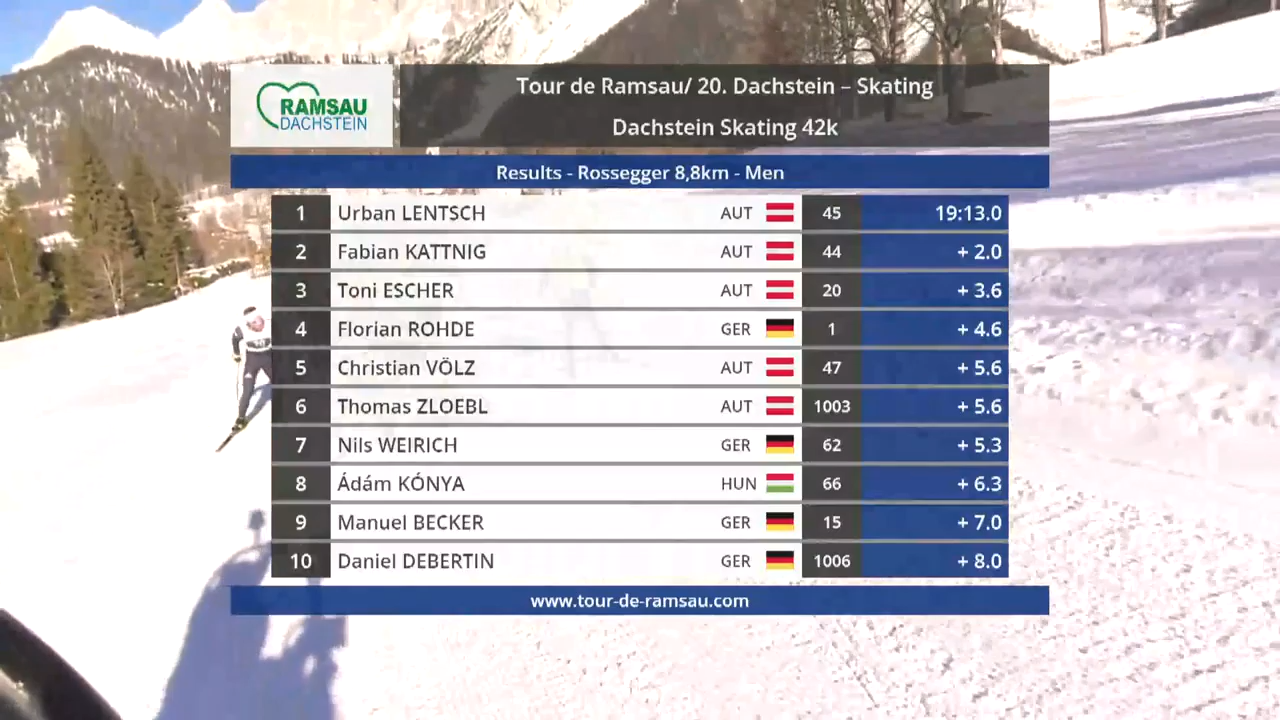 RAMSAU
DACHSTEIN
Tour de Ramsau/ 20. Dachstein – Skating
Dachstein Skating 42k
Results - Rossegger 8,8km - Men
1 Urban LENTSCH AUT 45 19:13.0
2 Fabian KATTNIG AUT 44 + 2.0
3 Toni ESCHER AUT 20 + 3.6
4 Florian ROHDE GER 1 + 4.6
5 Christian VÖLZ AUT 47 + 5.6
6 Thomas ZLOEBL AUT 1003 + 5.6
7 Nils WEIRICH GER 62 + 5.3
8 Ádám KÓNYA HUN 66 + 6.3
9 Manuel BECKER GER 15 + 7.0
10 Daniel DEBERTIN GER 1006 + 8.0
www.tour-de-ramsau.com